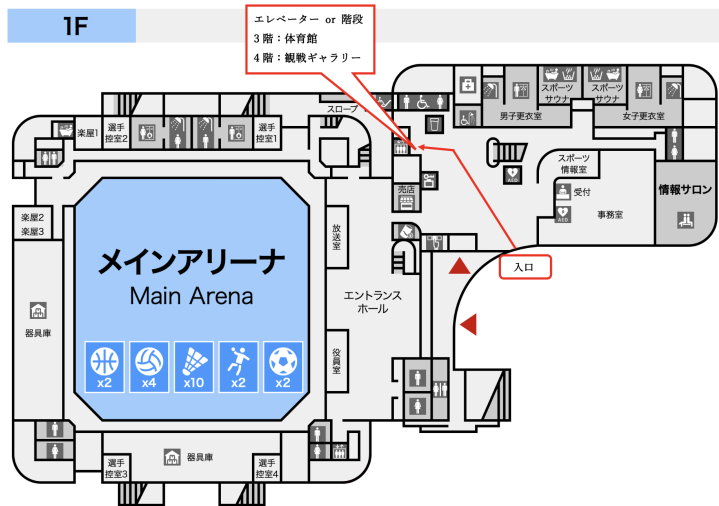 1F
エレベーター or 階段
3階：体育館
4階：観戦ギャラリー
スロープ
スポーツ
サウナ
スポーツ
サウナ
男子更衣室
女子更衣室
楽屋1
選手
控室2
選手
控室1
スポーツ
情報室
受付
AED
AED
事務室
情報サロン
売店
楽屋2
楽屋3
放送室
メインアリーナ
Main Arena
エントランス
ホール
入口
器具庫
役員室
x2
x4
x10
x2
x2
選手
控室3
器具庫
選手
控室4